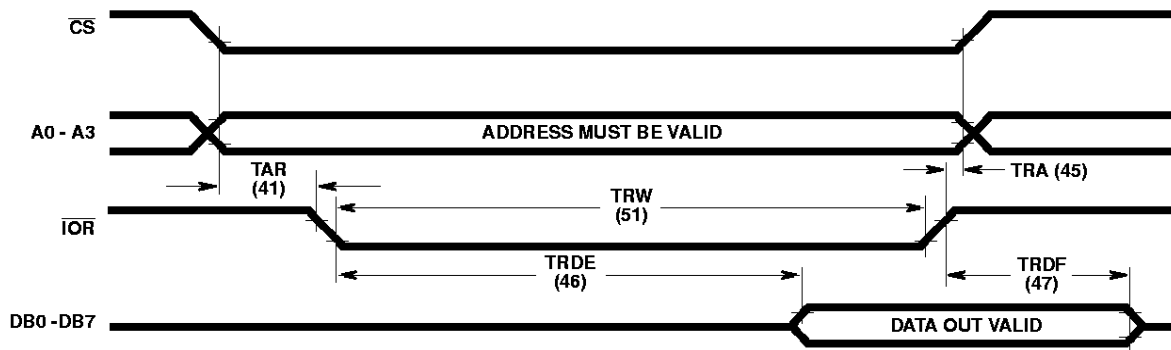 CS
A0 - A3
ADDRESS MUST BE VALID
TAR
(41)
TRA (45)
IOR
TRW
(51)
TRDE
(46)
TRDF
(47)
DB0 -DB7
DATA OUT VALID